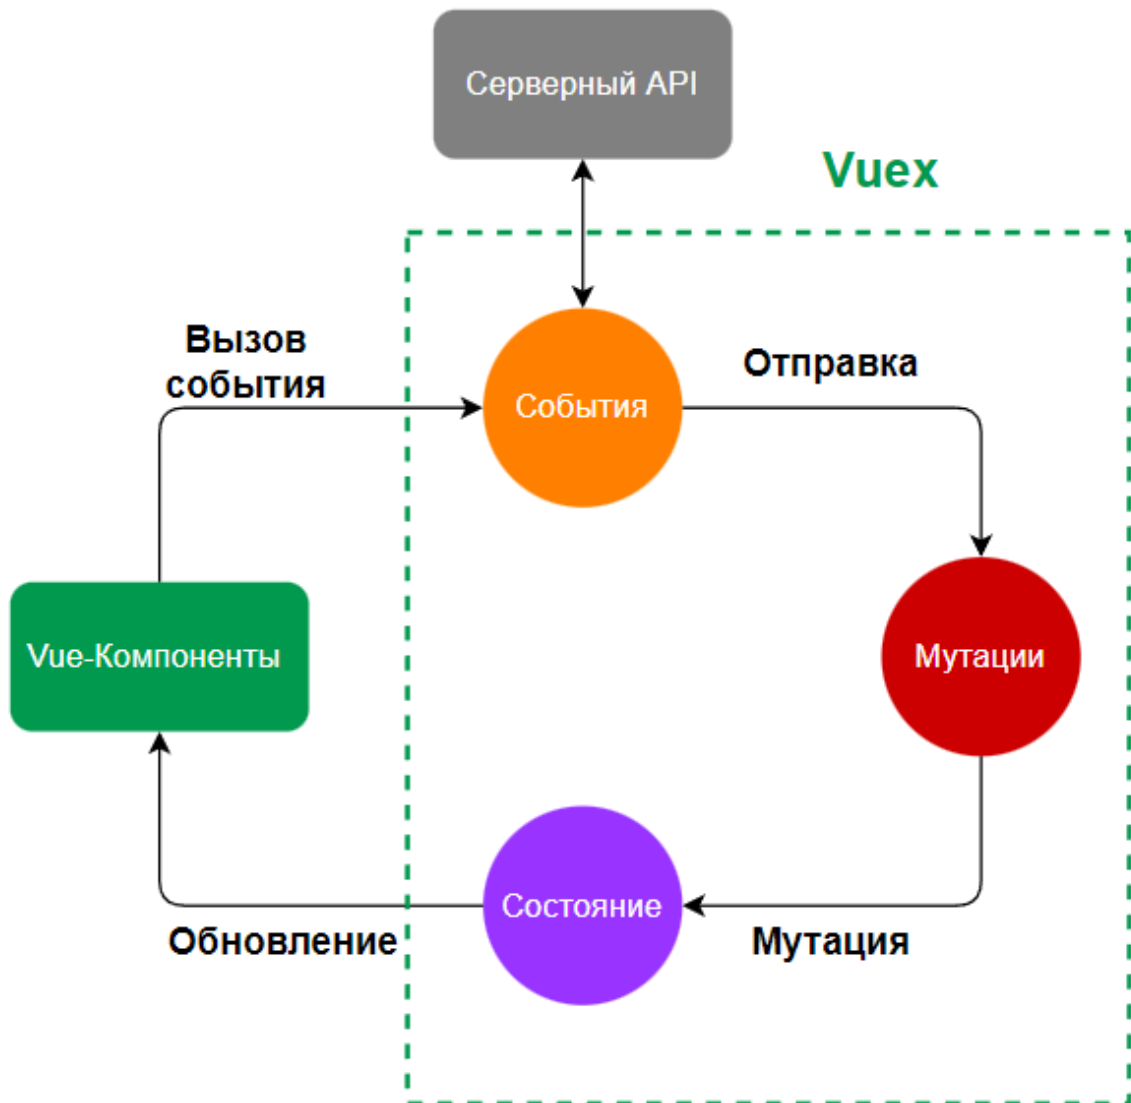 Серверный API
Vuex
Вызов
события
Отправка
События
Vue-Компоненты
Мутации
Состояние
Обновление
Мутация